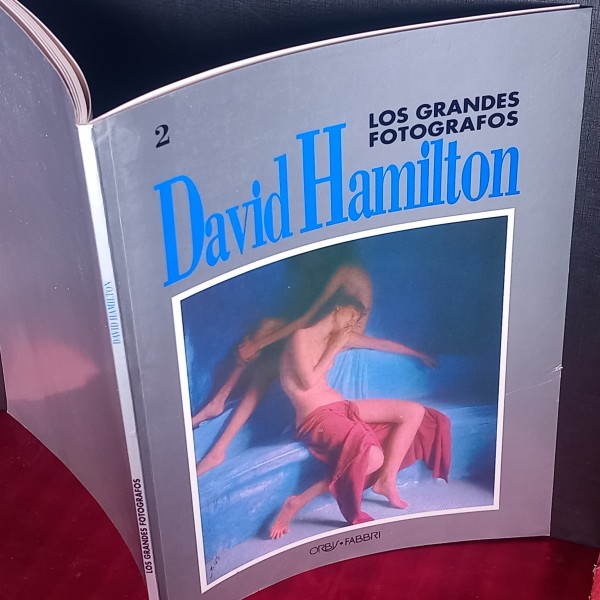 2
LOS GRANDES
FOTOGRAFOS
David Hamilton
ORBIS • FABBRI
DAVID HAMILTON
LOS GRANDES FOTOGRAFOS